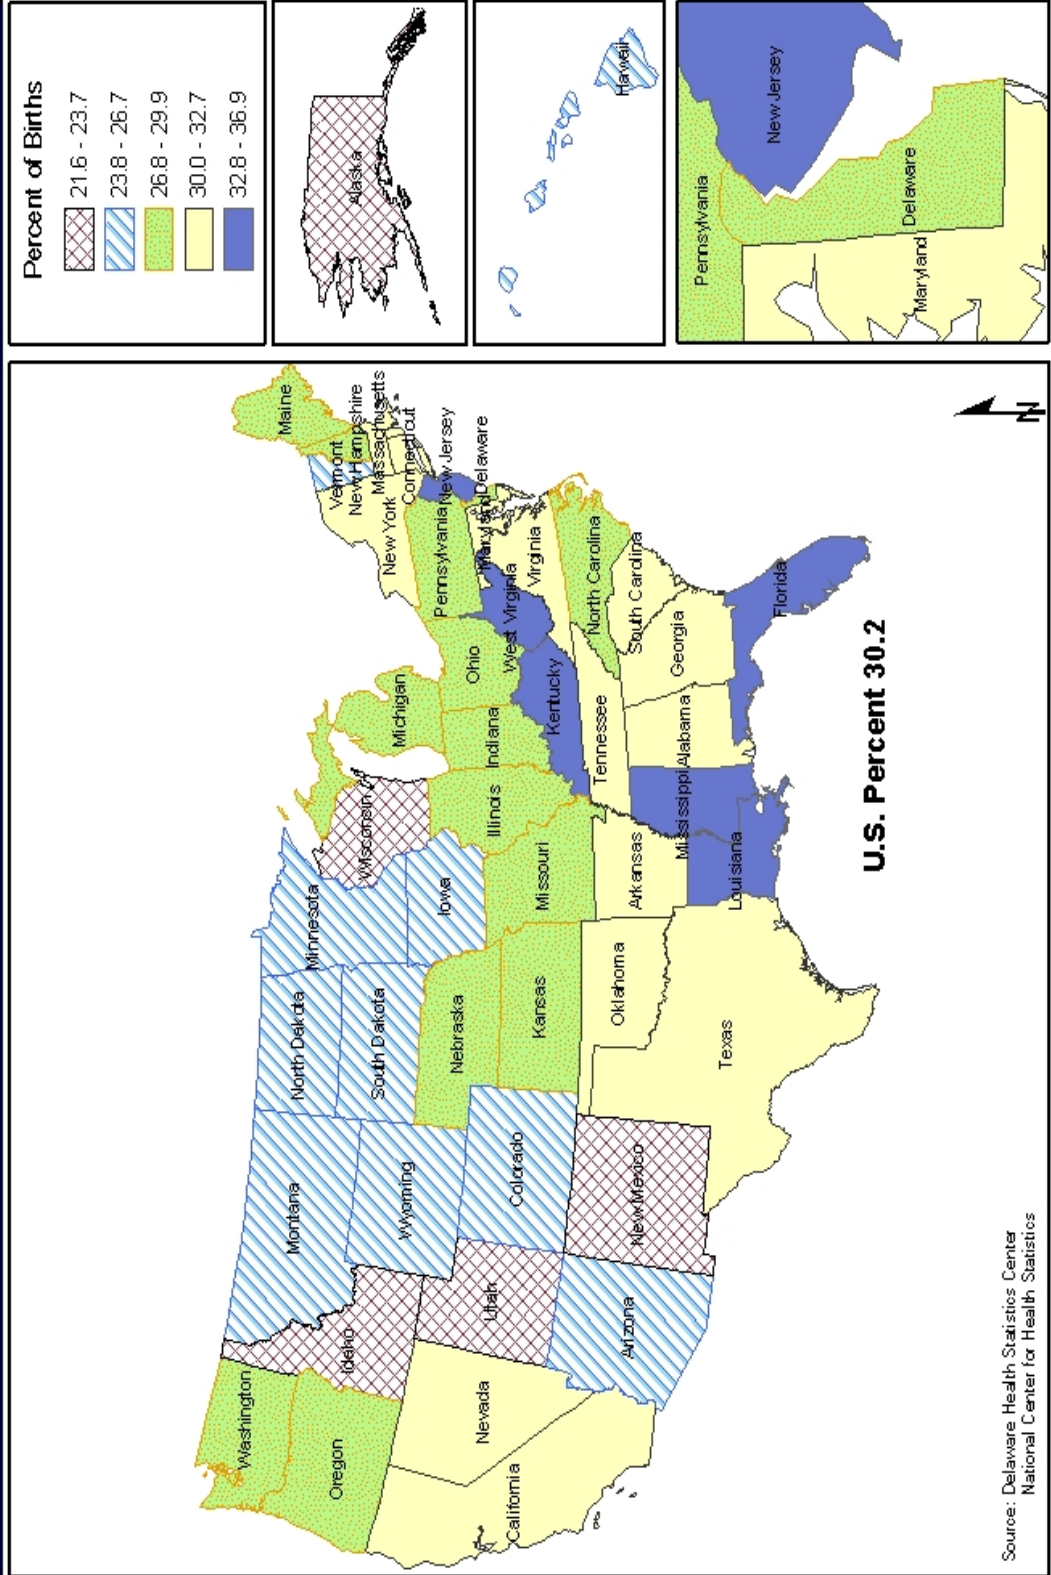 Percent of Births
21.6 - 23.7
23.8 - 26.7
26.8 - 29.9
30.0 - 32.7
32.8 - 36.9
Alaska
Hawaii
Pennsylvania
New Jersey
Maryland
Delaware
Washington
Oregon
California
Nevada
Idaho
Montana
Wyoming
Utah
Arizona
Colorado
New Mexico
North Dakota
South Dakota
Nebraska
Kansas
Oklahoma
Texas
Minnesota
Iowa
Missouri
Arkansas
Louisiana
Wisconsin
Illinois
Michigan
Indiana
Ohio
Kentucky
Tennessee
Mississippi
Alabama
Georgia
Florida
South Carolina
North Carolina
Virginia
West Virginia
Maryland
Delaware
Pennsylvania
New Jersey
New York
Connecticut
Massachusetts
New Hampshire
Vermont
Maine
U.S. Percent 30.2
N
Source: Delaware Health Statistics Center
National Center for Health Statistics